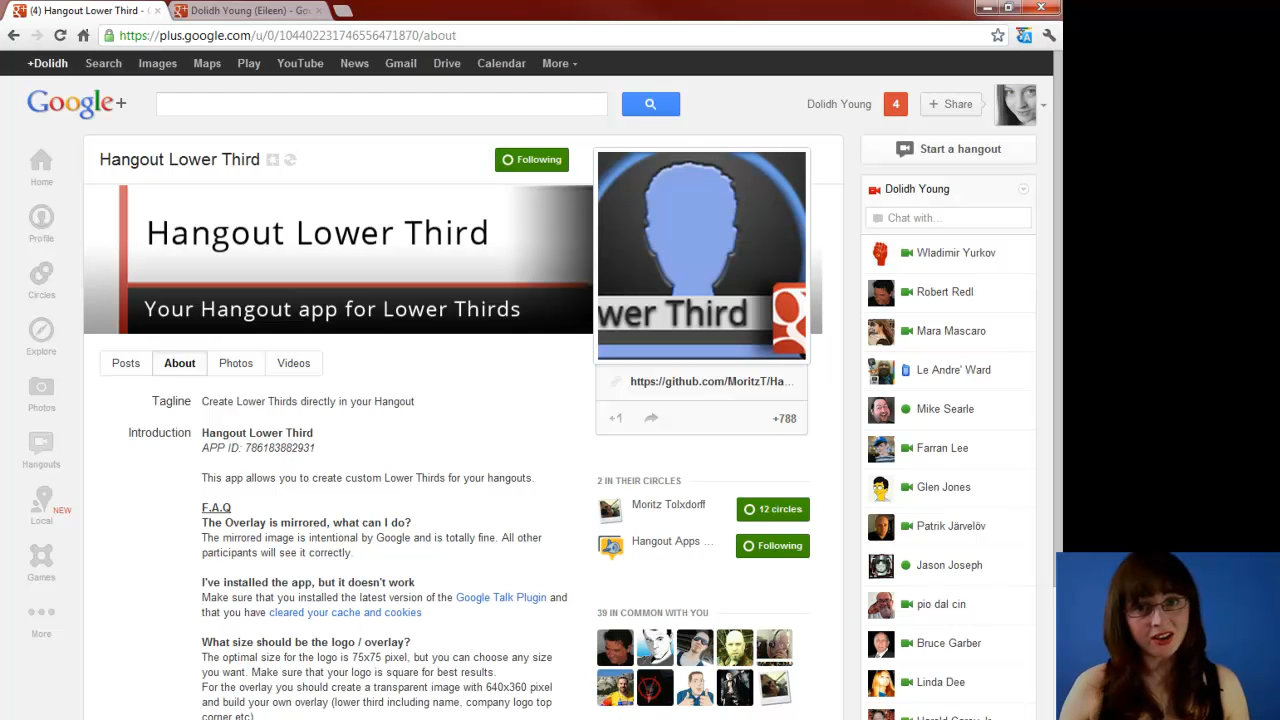 (4) Hangout Lower Third -
Dolidh Young (Eileen) - Goo
https://plus.google.com/u/0/104402231746556471870/about
+Dolidh Search Images Maps Play YouTube News Gmail Drive Calendar More
Google+
Dolidh Young 4 + Share
Home
Profile
Circles
Explore
Photos
Hangouts
Local NEW
Games
More
Hangout Lower Third
Following
Hangout Lower Third
Your Hangout app for Lower Thirds
wer Third
Posts About Photos Videos
Tagline Create Lower Thirds directly in your Hangout
Introduction Hangout Lower Third
APP ID: 786183882931
This app allows you to create custom Lower Thirds for your hangouts.
F.A.Q
The Overlay is mirrored, what can I do?
The mirrored image is intentional by Google and is totally fine. All other
participants will see it correctly.
I've installed the app, but it doesn't work
Make sure that you installed the latest version of the Google Talk Plugin and
that you have cleared your cache and cookies
What size should be the logo / overlay?
The optimal size for the logo is 75x75 pixel, but you can choose any size
you want. Make sure that your logo is square for best results.
For the overlay you should create a transparent image with 640x360 pixel
and build your own overlay (lower third including name, company logo top
corner etc)
https://github.com/MoritzT/Ha...
+1 +788
2 IN THEIR CIRCLES
Moritz Tolxdorff 12 circles
Hangout Apps ... Following
39 IN COMMON WITH YOU
Start a hangout
Dolidh Young
Chat with...
Wladimir Yurkov
Robert Redl
Mara Mascaro
Le Andre' Ward
Mike Searle
Farran Lee
Glen Jones
Patrik Järvelöv
Jason Joseph
pio dal cin
Bruce Garber
Linda Dee